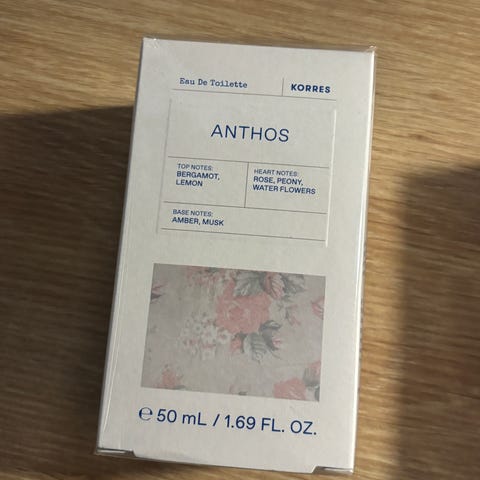 Eau De Toilette
KORRES
ANTHOS
TOP NOTES:
BERGAMOT,
LEMON
HEART NOTES:
ROSE, PEONY,
WATER FLOWERS
BASE NOTES:
AMBER, MUSK
℮ 50 mL / 1.69 FL. OZ.